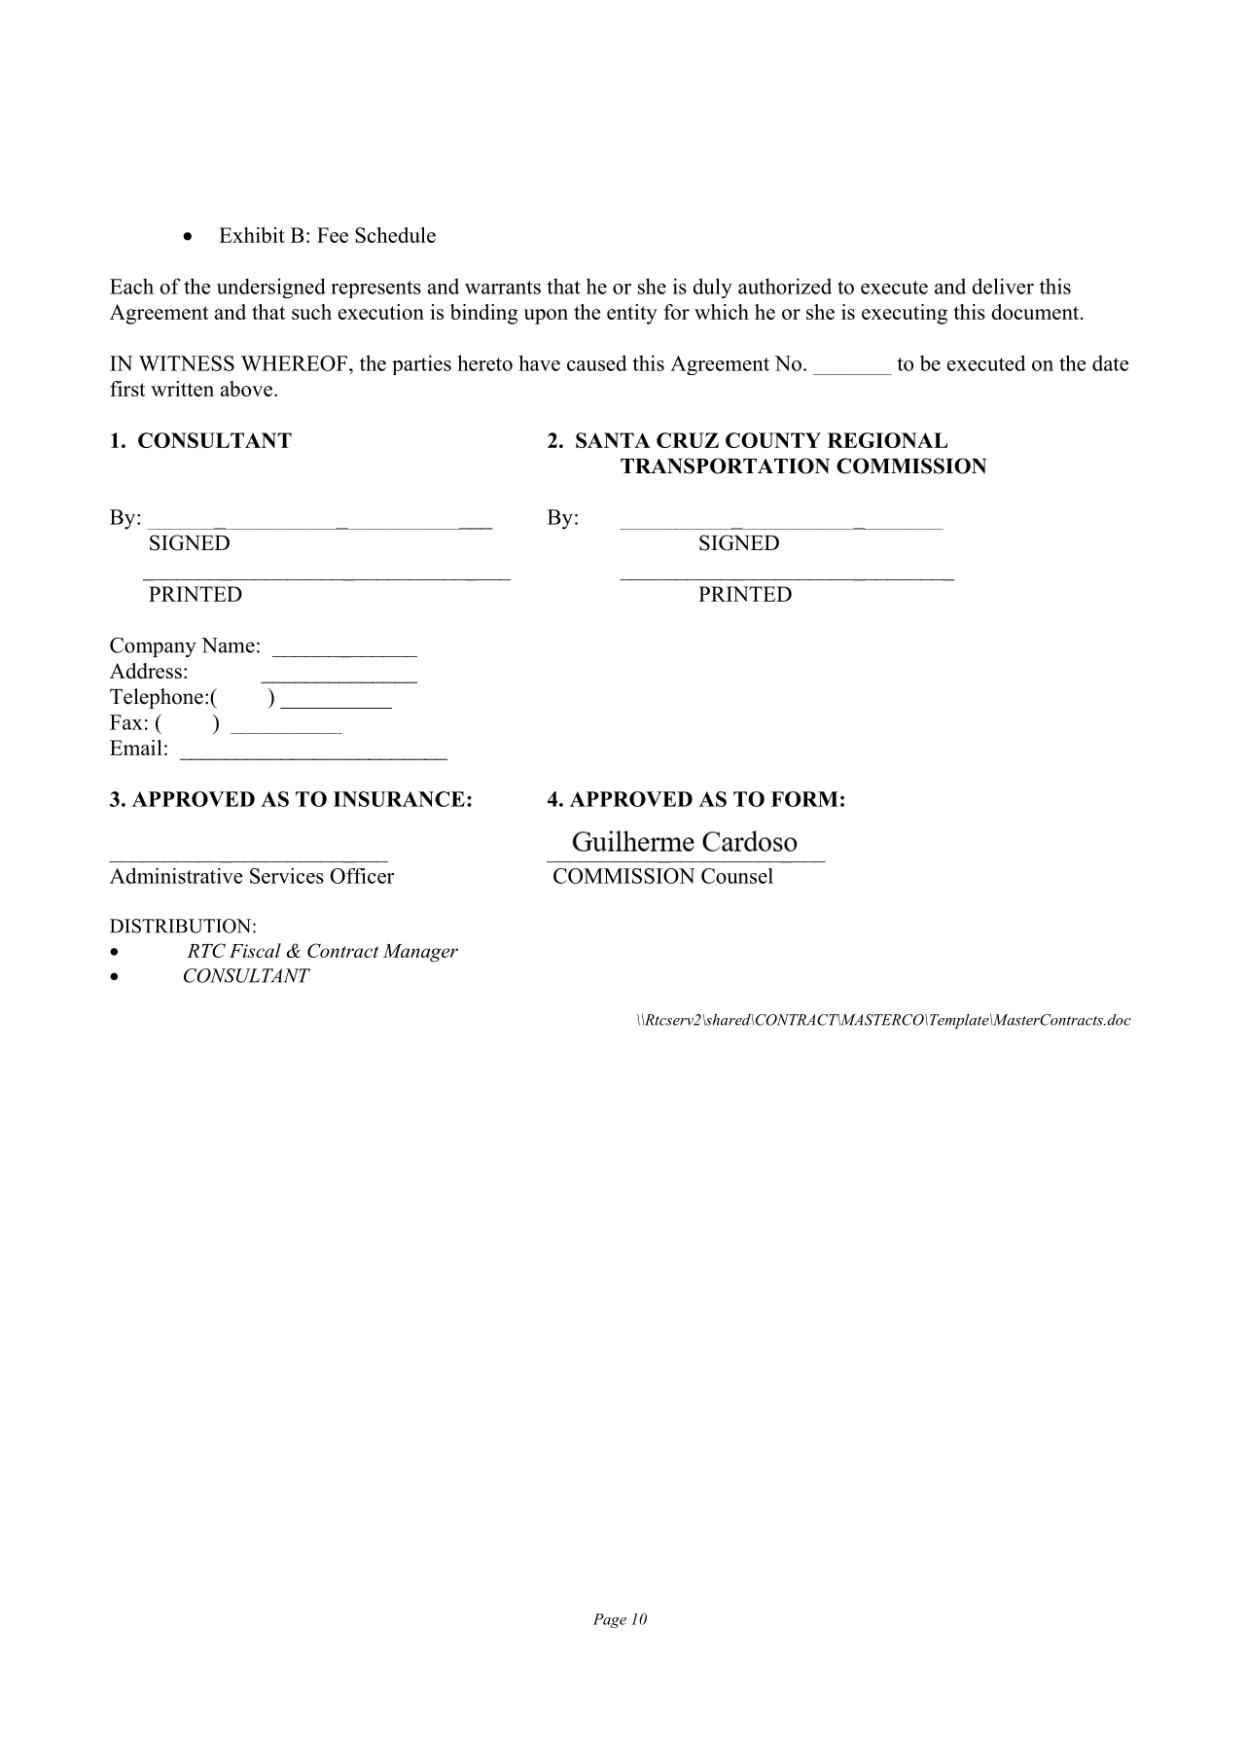 • Exhibit B: Fee Schedule
Each of the undersigned represents and warrants that he or she is duly authorized to execute and deliver this
Agreement and that such execution is binding upon the entity for which he or she is executing this document.
IN WITNESS WHEREOF, the parties hereto have caused this Agreement No. _______ to be executed on the date
first written above.
1. CONSULTANT
2. SANTA CRUZ COUNTY REGIONAL
TRANSPORTATION COMMISSION
By: _______________________________
SIGNED
_________________________________
PRINTED
By: _____________________________
SIGNED
______________________________
PRINTED
Company Name: _____________
Address: ______________
Telephone:( ) __________
Fax: ( ) __________
Email: ________________________
3. APPROVED AS TO INSURANCE:
_________________________
Administrative Services Officer
4. APPROVED AS TO FORM:
Guilherme Cardoso
_________________________
COMMISSION Counsel
DISTRIBUTION:
• RTC Fiscal & Contract Manager
• CONSULTANT
\\Rtcserv2\shared\CONTRACT\MASTERCO\Template\MasterContracts.doc
Page 10